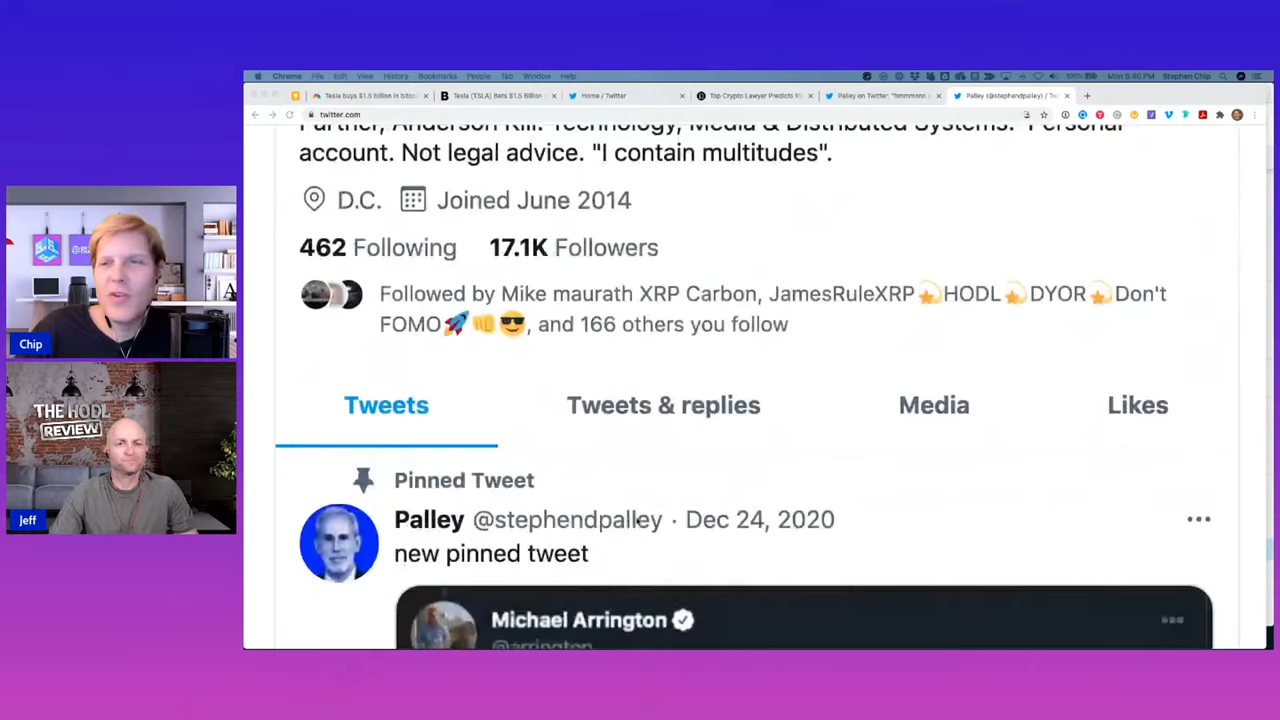 Chrome File Edit View History Bookmarks People Tab Window Help
100% Mon 8:40 PM Stephen Chip
Tesla buys $1.5 billion in bitco
Tesla (TSLA) Bets $1.5 Billion
Home / Twitter
Top Crypto Lawyer Predicts Ri
Palley on Twitter: "hmmmnnn
Palley (@stephendpalley) / Tw
twitter.com
Partner, Anderson Kill. Technology, Media & Distributed Systems. "Personal
account. Not legal advice. "I contain multitudes".
D.C. Joined June 2014
462 Following 17.1K Followers
Followed by Mike maurath XRP Carbon, JamesRuleXRP💫HODL💫DYOR💫Don't
FOMO🚀👊😎, and 166 others you follow
Tweets Tweets & replies Media Likes
Pinned Tweet
Palley @stephendpalley · Dec 24, 2020
new pinned tweet
Michael Arrington
@arrington
Chip
THE HODL
REVIEW
Jeff